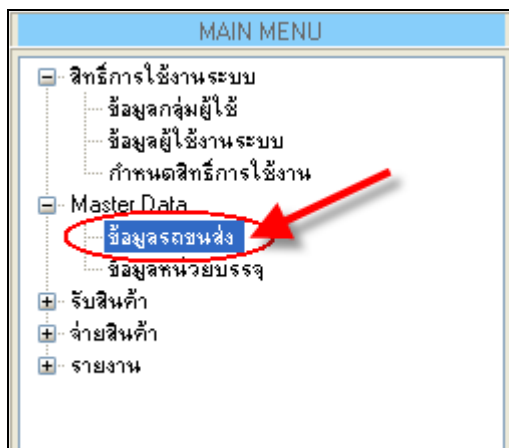 MAIN MENU
สิทธิ์การใช้งานระบบ
ข้อมูลกลุ่มผู้ใช้
ข้อมูลผู้ใช้งานระบบ
กำหนดสิทธิ์การใช้งาน
Master Data
ข้อมูลรถขนส่ง
ข้อมูลหน่วยบรรจุ
รับสินค้า
จ่ายสินค้า
รายงาน